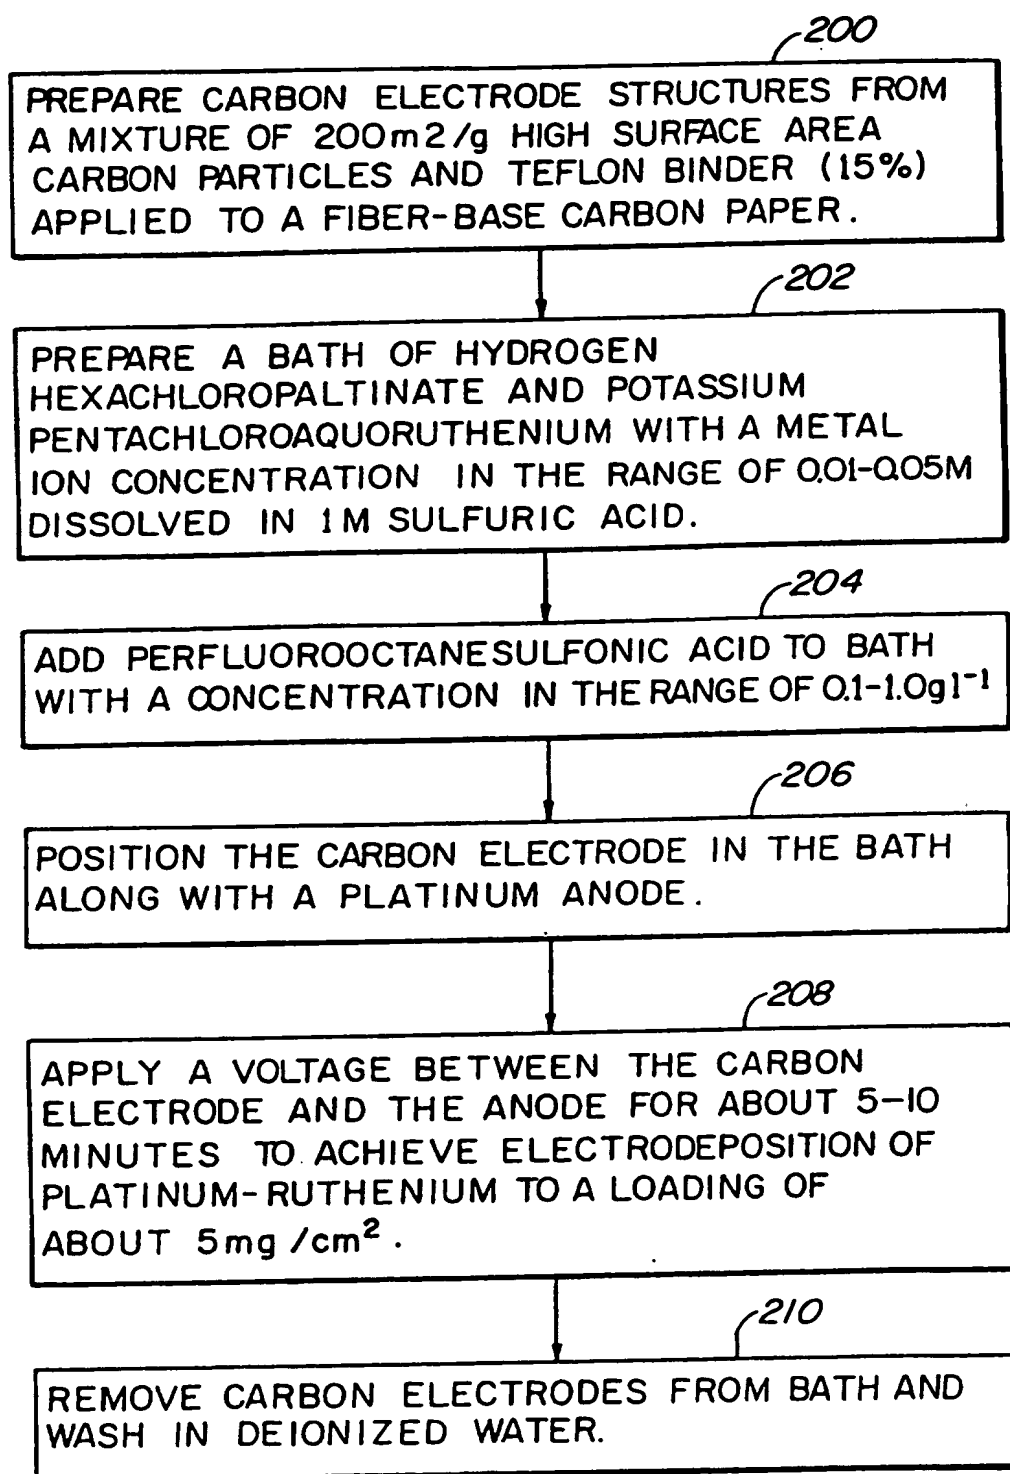 200
PREPARE CARBON ELECTRODE STRUCTURES FROM
A MIXTURE OF 200m2/g HIGH SURFACE AREA
CARBON PARTICLES AND TEFLON BINDER (15%)
APPLIED TO A FIBER-BASE CARBON PAPER.
202
PREPARE A BATH OF HYDROGEN
HEXACHLOROPALTINATE AND POTASSIUM
PENTACHLOROAQUORUTHENIUM WITH A METAL
ION CONCENTRATION IN THE RANGE OF 0.01-0.05M
DISSOLVED IN 1M SULFURIC ACID.
204
ADD PERFLUOROOCTANESULFONIC ACID TO BATH
WITH A CONCENTRATION IN THE RANGE OF 0.1-1.0gl⁻¹
206
POSITION THE CARBON ELECTRODE IN THE BATH
ALONG WITH A PLATINUM ANODE.
208
APPLY A VOLTAGE BETWEEN THE CARBON
ELECTRODE AND THE ANODE FOR ABOUT 5-10
MINUTES TO ACHIEVE ELECTRODEPOSITION OF
PLATINUM-RUTHENIUM TO A LOADING OF
ABOUT 5mg/cm².
210
REMOVE CARBON ELECTRODES FROM BATH AND
WASH IN DEIONIZED WATER.